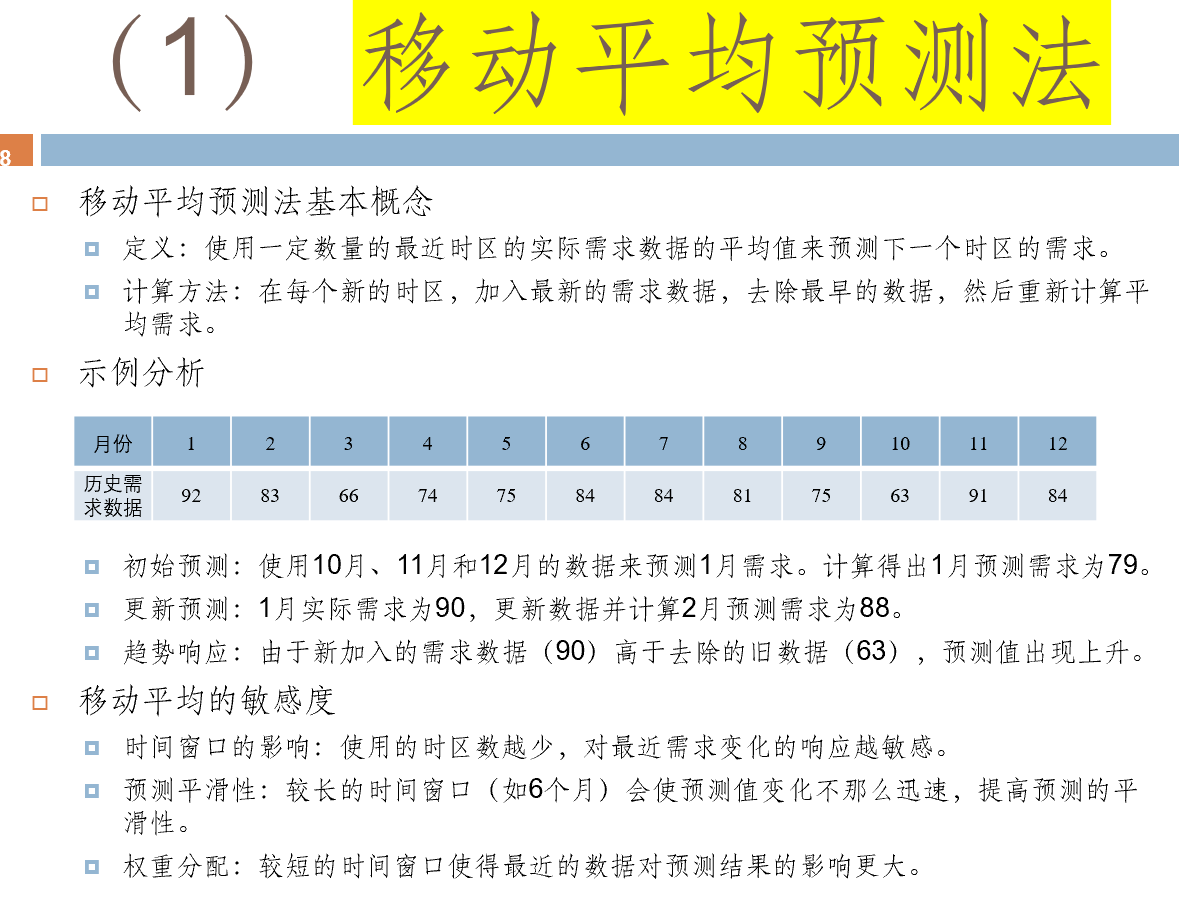 （1） 移动平均预测法
8
移动平均预测法基本概念
定义：使用一定数量的最近时区的实际需求数据的平均值来预测下一个时区的需求。
计算方法：在每个新的时区，加入最新的需求数据，去除最早的数据，然后重新计算平
均需求。
示例分析
月份 1 2 3 4 5 6 7 8 9 10 11 12
历史需
求数据 92 83 66 74 75 84 84 81 75 63 91 84
初始预测：使用10月、11月和12月的数据来预测1月需求。计算得出1月预测需求为79。
更新预测：1月实际需求为90，更新数据并计算2月预测需求为88。
趋势响应：由于新加入的需求数据（90）高于去除的旧数据（63），预测值出现上升。
移动平均的敏感度
时间窗口的影响：使用的时区数越少，对最近需求变化的响应越敏感。
预测平滑性：较长的时间窗口（如6个月）会使预测值变化不那么迅速，提高预测的平
滑性。
权重分配：较短的时间窗口使得最近的数据对预测结果的影响更大。